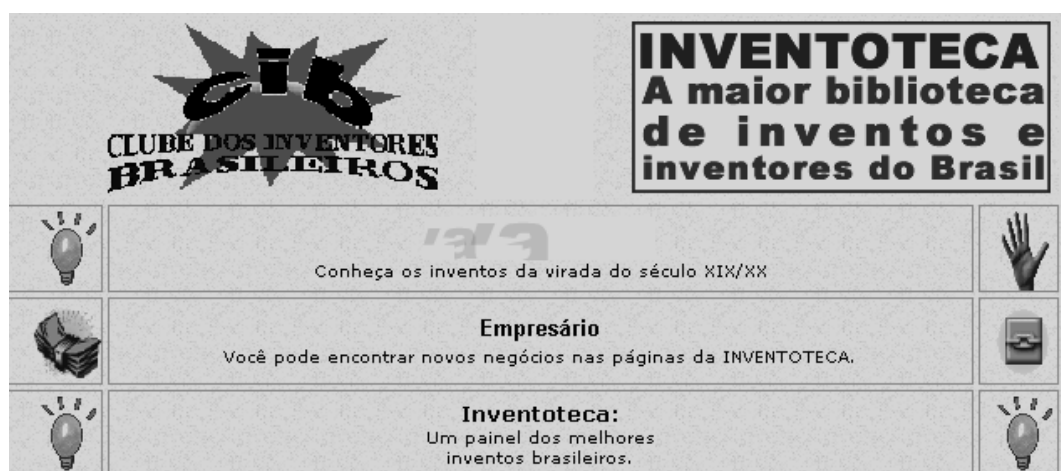 CIB
CLUBE DOS INVENTORES
BRASILEIROS
INVENTOTECA
A maior biblioteca
de inventos e
inventores do Brasil
Conheça os inventos da virada do século XIX/XX
Empresário
Você pode encontrar novos negócios nas páginas da INVENTOTECA.
Inventoteca:
Um painel dos melhores
inventos brasileiros.